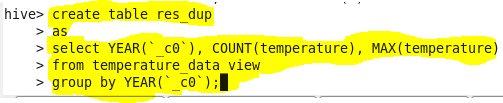 hive> create table res_dup
> as
> select YEAR(`_c0`), COUNT(temperature), MAX(temperature)
> from temperature_data_view
> group by YEAR(`_c0`);